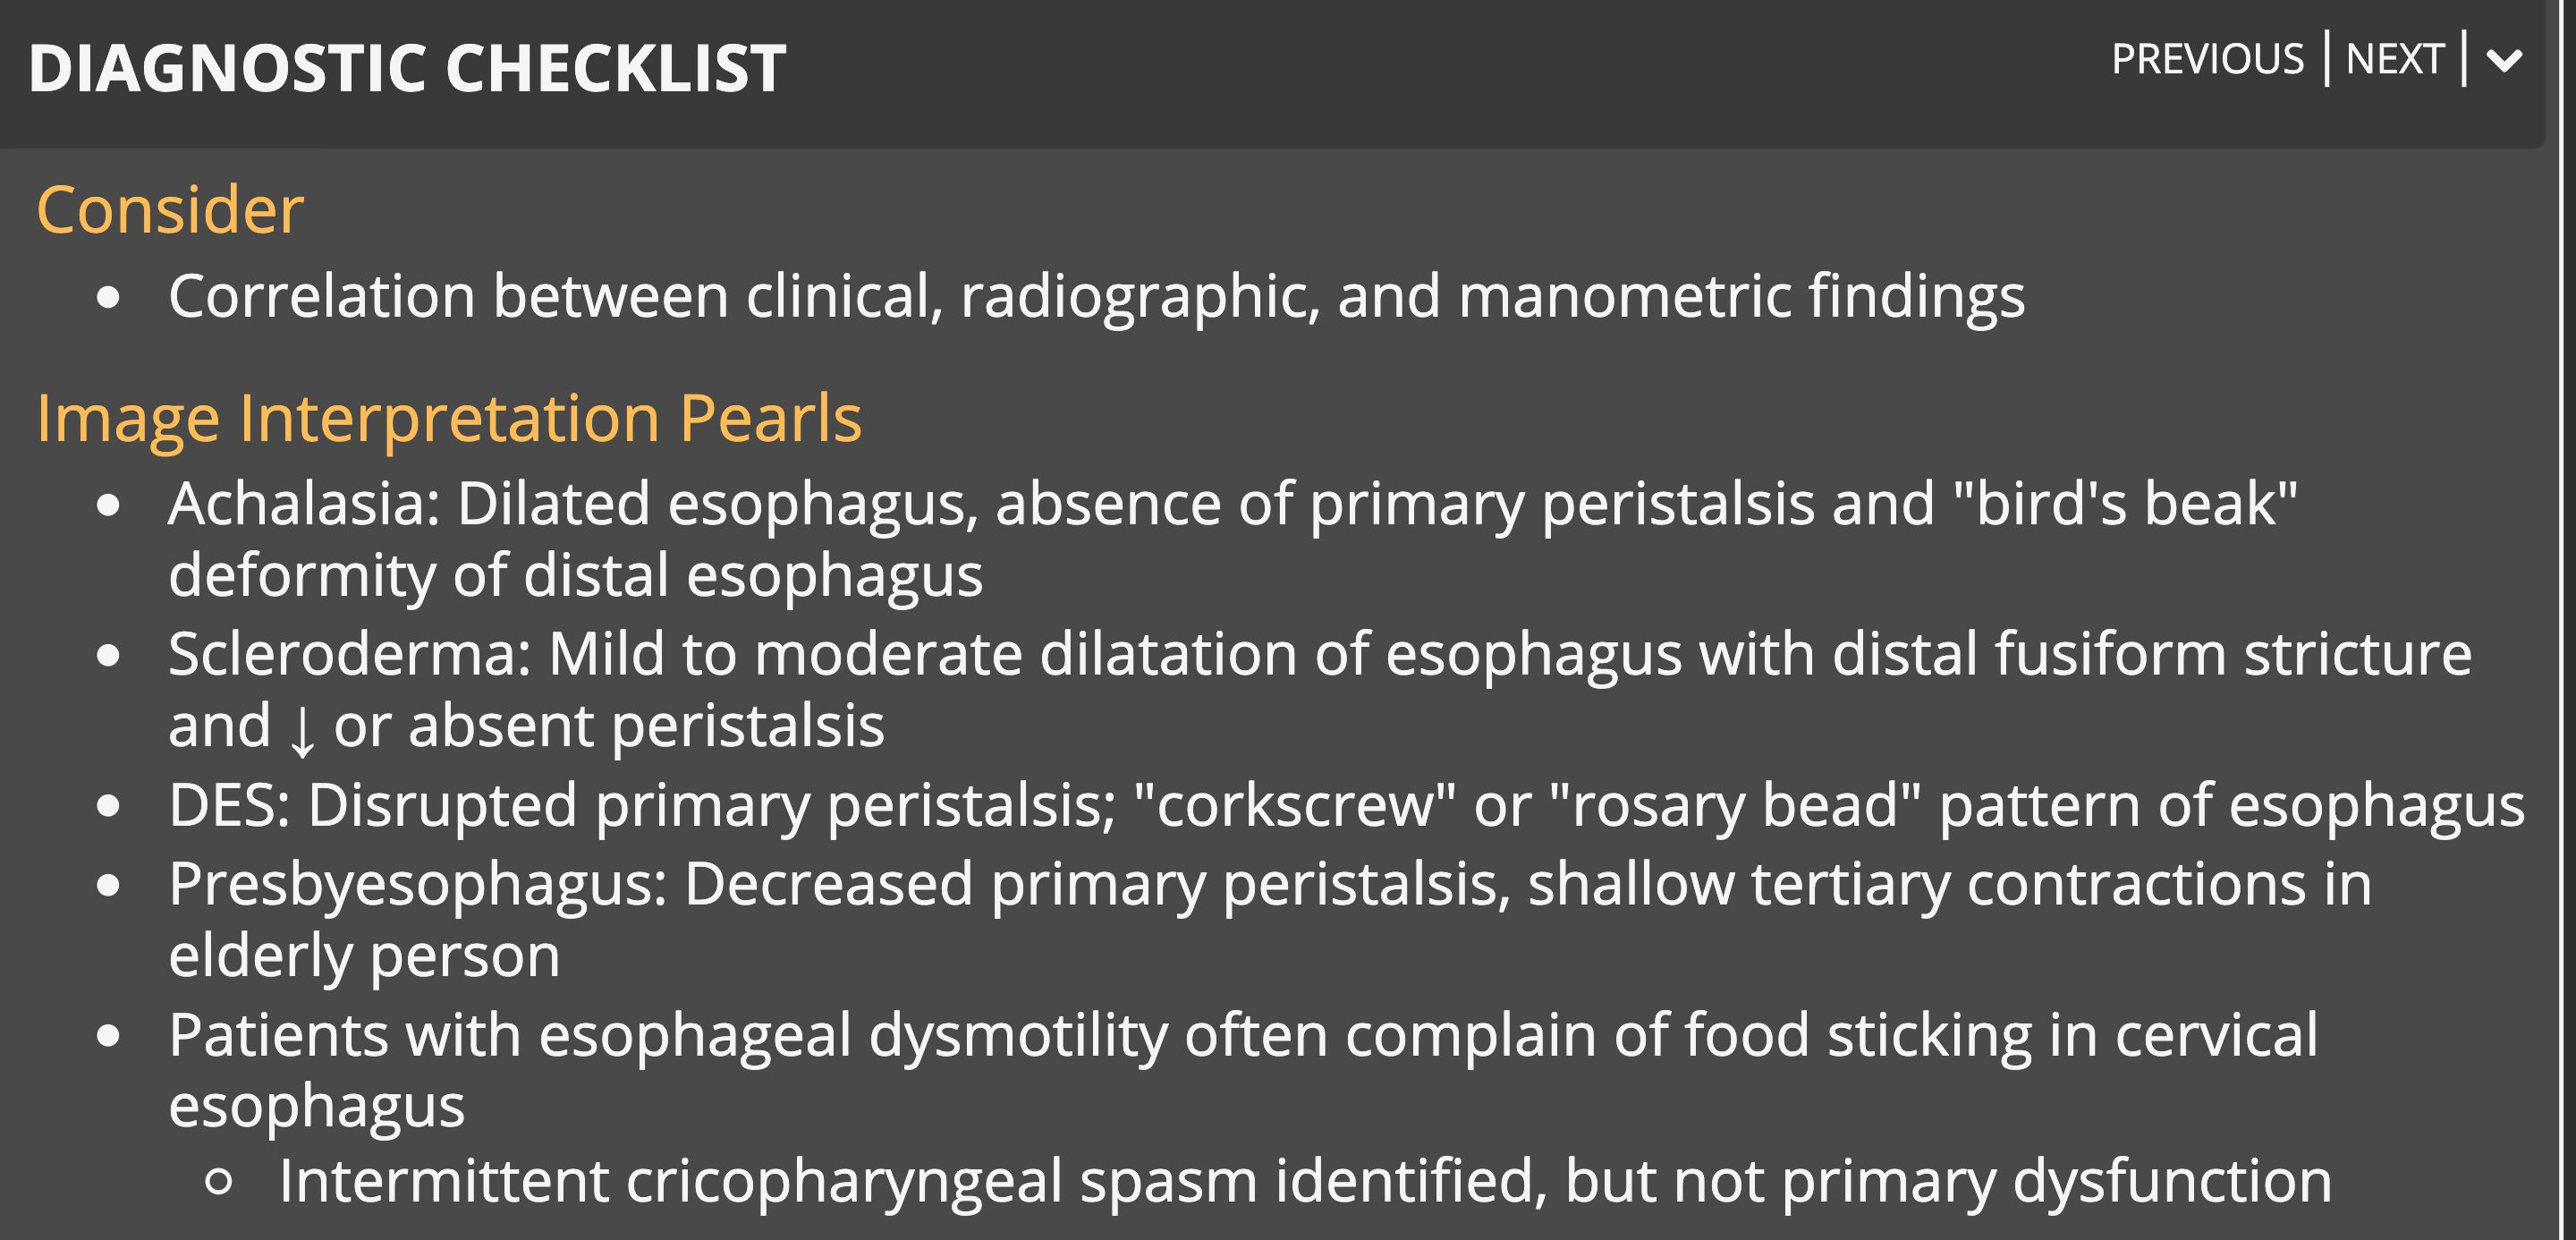 DIAGNOSTIC CHECKLIST
PREVIOUS | NEXT |
Consider
• Correlation between clinical, radiographic, and manometric findings
Image Interpretation Pearls
• Achalasia: Dilated esophagus, absence of primary peristalsis and "bird's beak"
deformity of distal esophagus
• Scleroderma: Mild to moderate dilatation of esophagus with distal fusiform stricture
and ↓ or absent peristalsis
• DES: Disrupted primary peristalsis; "corkscrew" or "rosary bead" pattern of esophagus
• Presbyesophagus: Decreased primary peristalsis, shallow tertiary contractions in
elderly person
• Patients with esophageal dysmotility often complain of food sticking in cervical
esophagus
○ Intermittent cricopharyngeal spasm identified, but not primary dysfunction